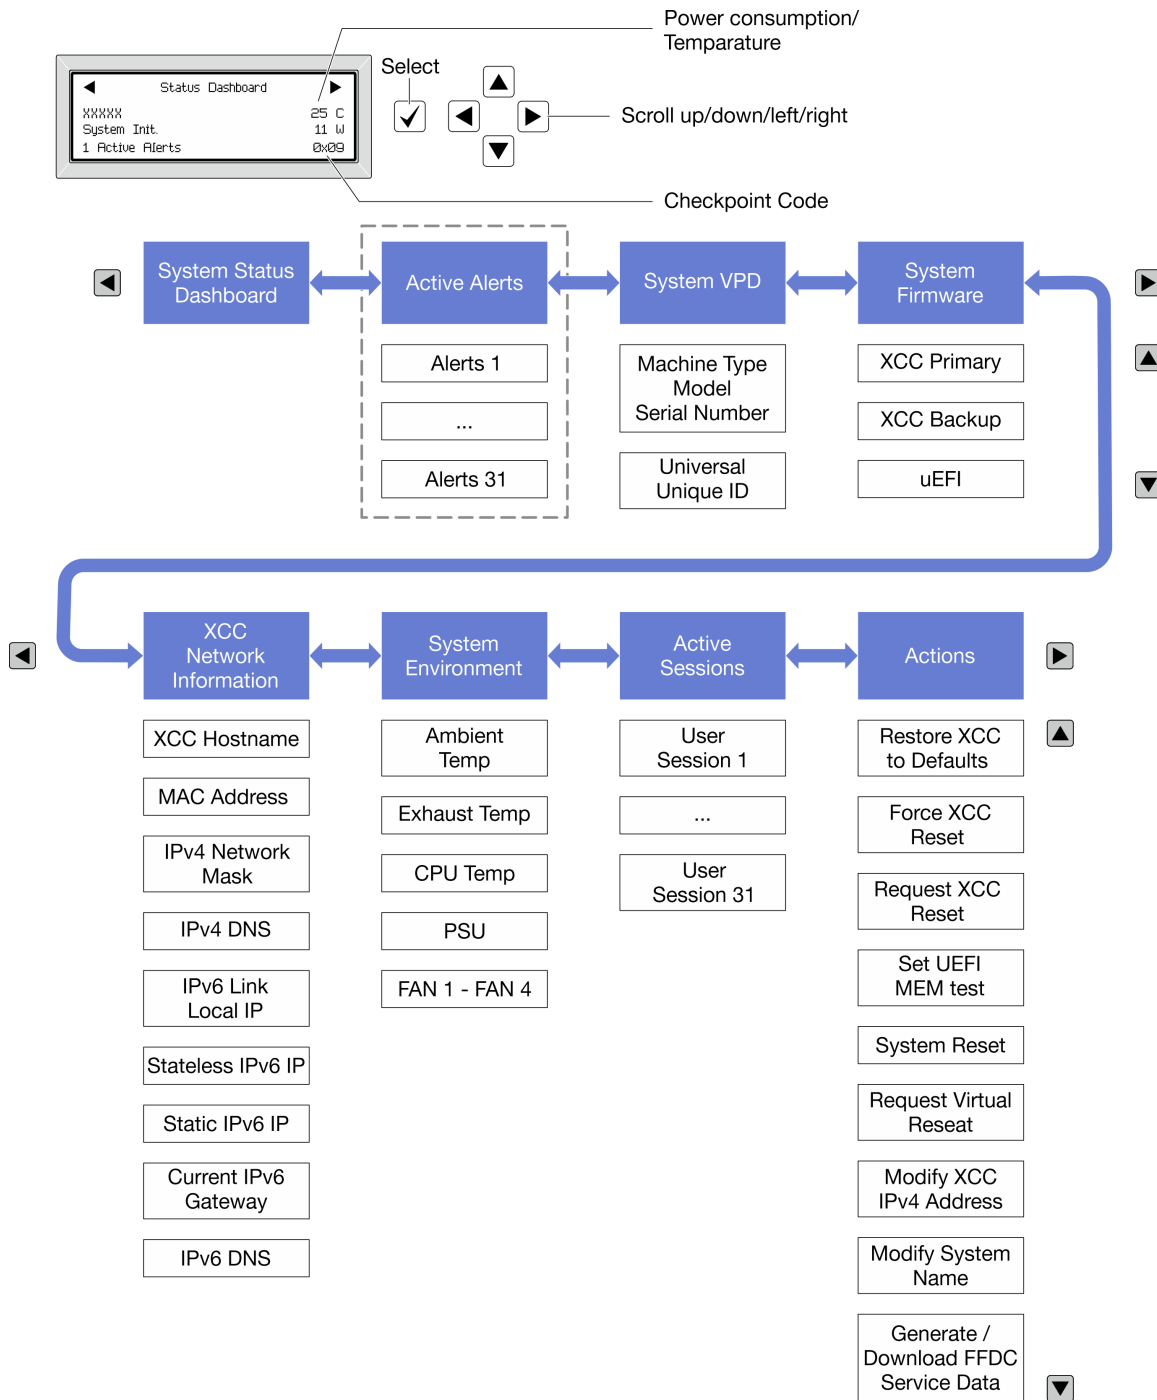 Power consumption/
Temparature
Select
Status Dashboard
XXXXX 25 C
System Init. 11 W
1 Active Alerts 0x09
Scroll up/down/left/right
Checkpoint Code
System Status
Dashboard
Active Alerts
System VPD
System
Firmware
Alerts 1
...
Alerts 31
Machine Type
Model
Serial Number
Universal
Unique ID
XCC Primary
XCC Backup
uEFI
XCC
Network
Information
System
Environment
Active
Sessions
Actions
XCC Hostname
MAC Address
IPv4 Network
Mask
IPv4 DNS
IPv6 Link
Local IP
Stateless IPv6 IP
Static IPv6 IP
Current IPv6
Gateway
IPv6 DNS
Ambient
Temp
Exhaust Temp
CPU Temp
PSU
FAN 1 - FAN 4
User
Session 1
...
User
Session 31
Restore XCC
to Defaults
Force XCC
Reset
Request XCC
Reset
Set UEFI
MEM test
System Reset
Request Virtual
Reseat
Modify XCC
IPv4 Address
Modify System
Name
Generate /
Download FFDC
Service Data